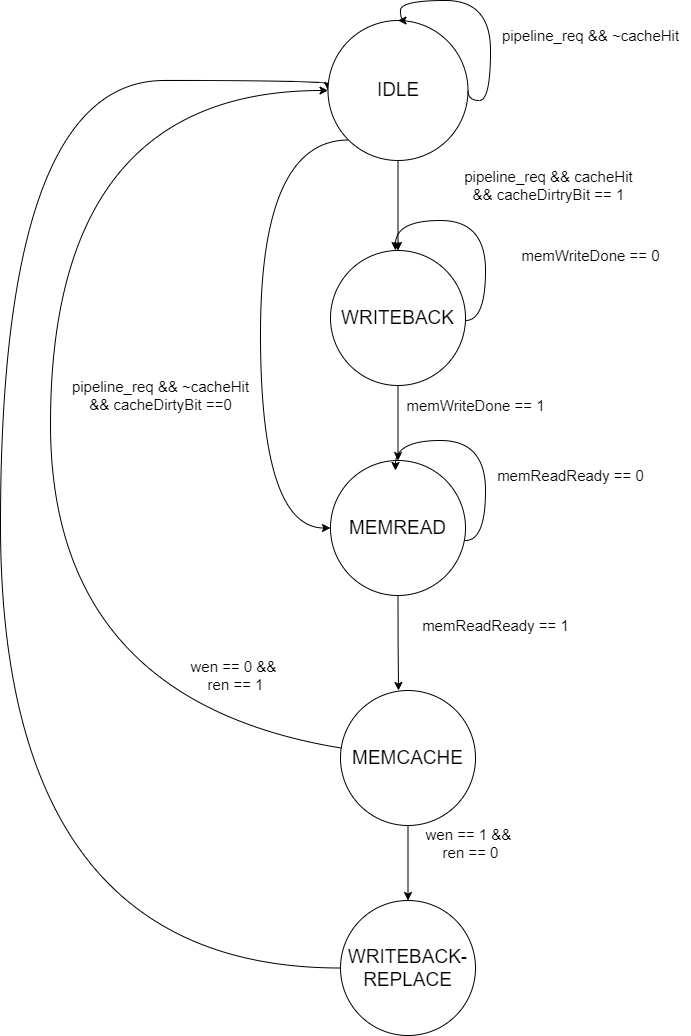 pipeline_req && ~cacheHit
IDLE
pipeline_req && cacheHit
&& cacheDirtryBit == 1
memWriteDone == 0
WRITEBACK
pipeline_req && ~cacheHit
&& cacheDirtyBit ==0
memWriteDone == 1
memReadReady == 0
MEMREAD
memReadReady == 1
wen == 0 &&
ren == 1
MEMCACHE
wen == 1 &&
ren == 0
WRITEBACK-
REPLACE